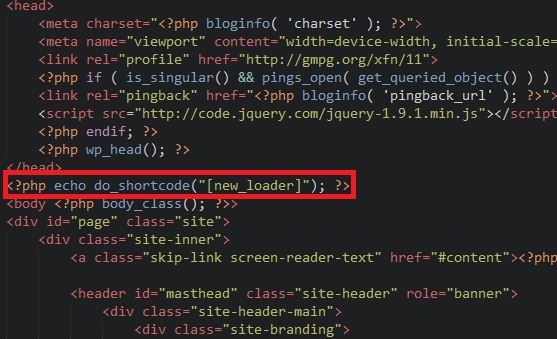 <head>
<meta charset="<?php bloginfo( 'charset' ); ?>">
<meta name="viewport" content="width=device-width, initial-scale=
<link rel="profile" href="http://gmpg.org/xfn/11">
<?php if ( is_singular() && pings_open( get_queried_object() ) )
<link rel="pingback" href="<?php bloginfo( 'pingback_url' ); ?>">
<script src="http://code.jquery.com/jquery-1.9.1.min.js"></script
<?php endif; ?>
<?php wp_head(); ?>
</head>
<?php echo do_shortcode("[new_loader]"); ?>
<body <?php body_class(); ?>>
<div id="page" class="site">
<div class="site-inner">
<a class="skip-link screen-reader-text" href="#content"><?php
<header id="masthead" class="site-header" role="banner">
<div class="site-header-main">
<div class="site-branding">